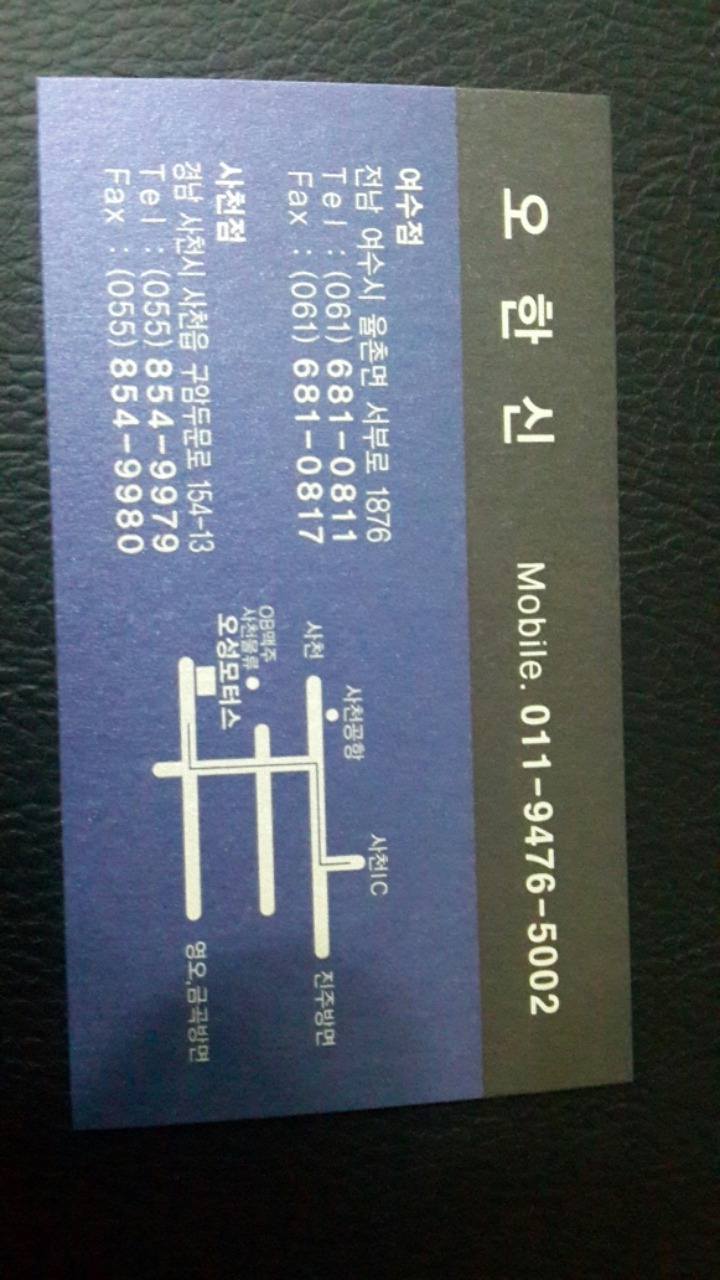 오 한 신 Mobile. 011-9476-5002
여수점
전남 여수시 율촌면 서부로 1876
Tel : (061) 681-0811
Fax : (061) 681-0817
사천점
경남 사천시 사천읍 구암두문로 154-13
Tel : (055) 854-9979
Fax : (055) 854-9980
사천IC
사천공항
사천
진주방면
OB맥주
사천물류
오성모터스
영오,금곡방면